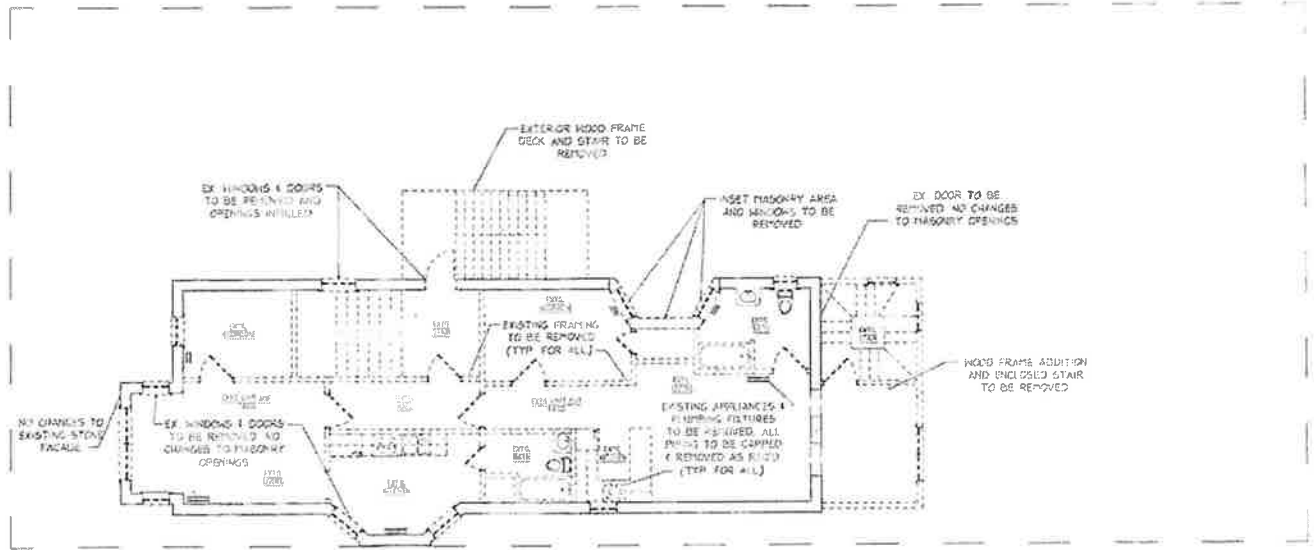 EXTERIOR WOOD FRAME
DECK AND STAIR TO BE
REMOVED
EX. WINDOWS & DOORS
TO BE REMOVED AND
OPENINGS INFILLED
INSET MASONRY AREA
AND WINDOWS TO BE
REMOVED
EX. DOOR TO BE
REMOVED. NO CHANGES
TO MASONRY OPENINGS
EXISTING FRAMING
TO BE REMOVED
(TYP. FOR ALL)
WOOD FRAME ADDITION
AND ENCLOSED STAIR
TO BE REMOVED
NO CHANGES TO
EXISTING STONE
FACADE
EX. WINDOWS & DOORS
TO BE REMOVED. NO
CHANGES TO MASONRY
OPENINGS
EXISTING APPLIANCES &
PLUMBING FIXTURES
TO BE REMOVED. ALL
PIPING TO BE CAPPED
& REMOVED AS REQ'D
(TYP. FOR ALL)